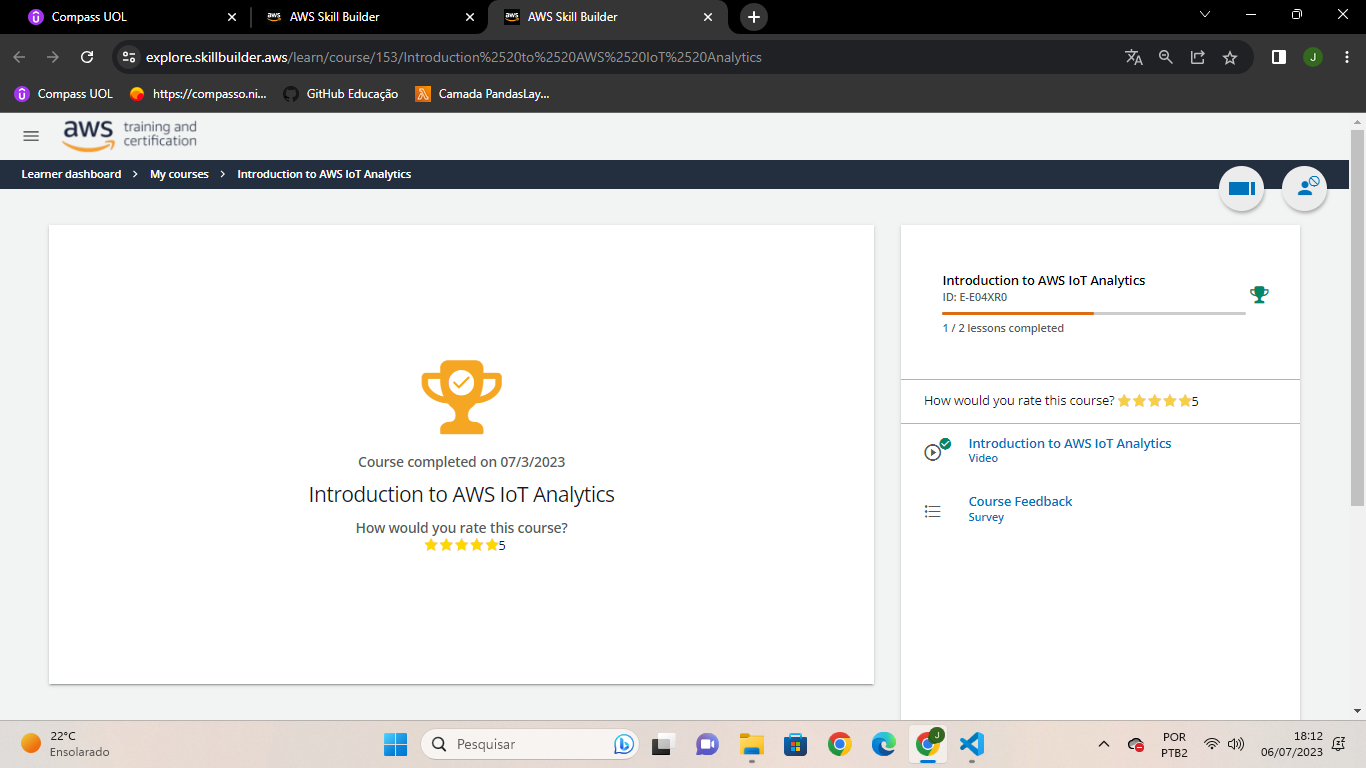 Compass UOL
aws
AWS Skill Builder
aws
AWS Skill Builder
explore.skillbuilder.aws/learn/course/153/Introduction%2520to%2520AWS%2520IoT%2520Analytics
J
Compass UOL
https://compasso.ni...
GitHub Educação
Camada PandasLay...
aws training and
certification
Learner dashboard > My courses > Introduction to AWS IoT Analytics
Course completed on 07/3/2023
Introduction to AWS IoT Analytics
How would you rate this course?
5
Introduction to AWS IoT Analytics
ID: E-E04XR0
1 / 2 lessons completed
How would you rate this course? 5
Introduction to AWS IoT Analytics
Video
Course Feedback
Survey
22°C
Ensolarado
Pesquisar
J
POR
PTB2
18:12
06/07/2023